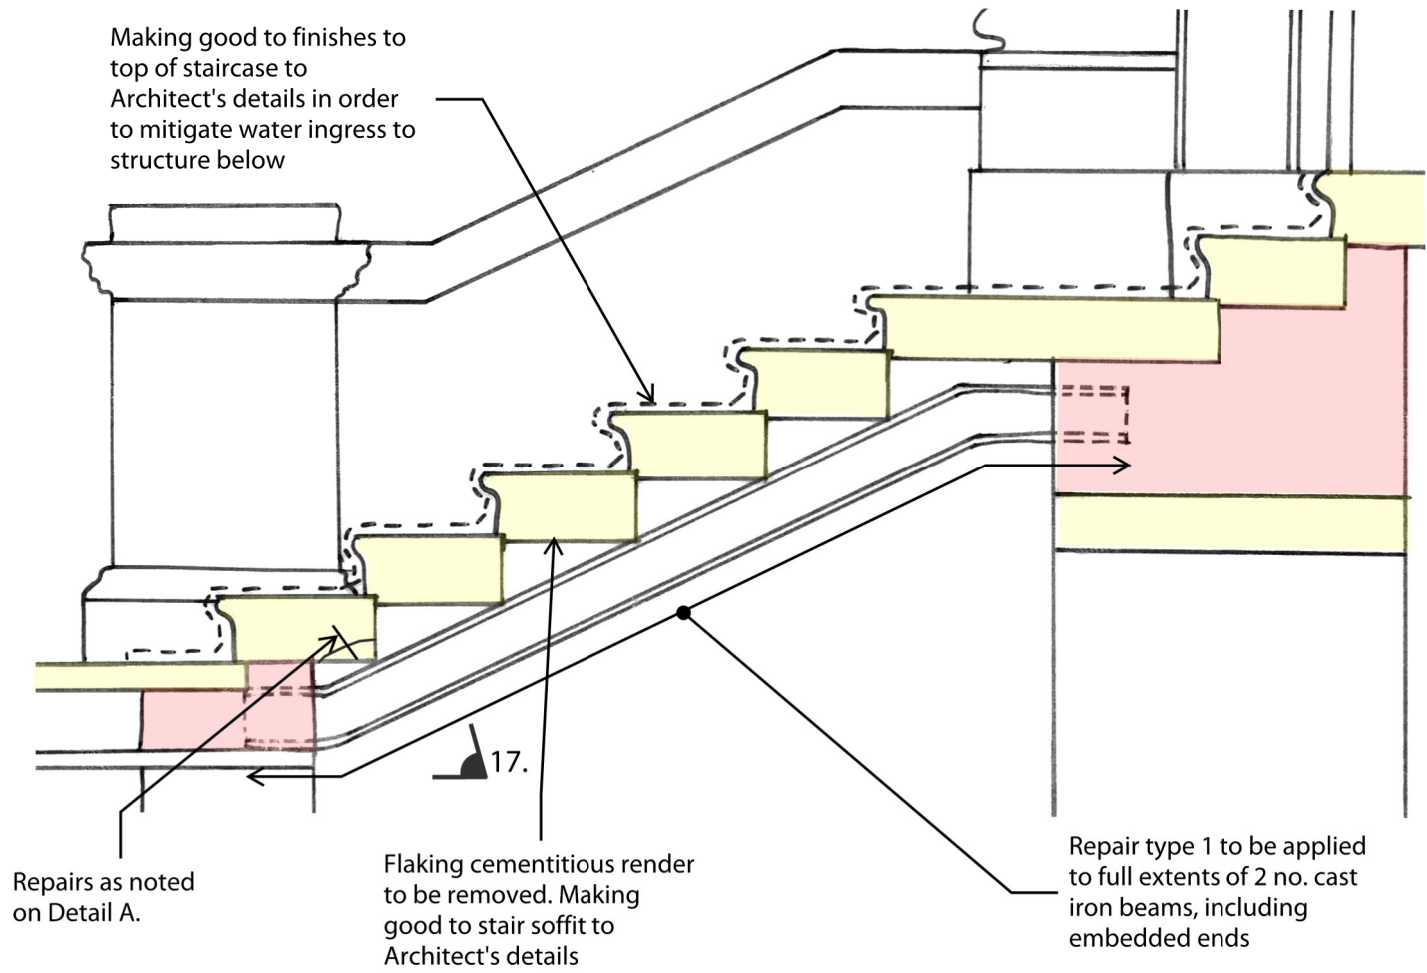 Making good to finishes to
top of staircase to
Architect's details in order
to mitigate water ingress to
structure below
17.
Repairs as noted
on Detail A.
Flaking cementitious render
to be removed. Making
good to stair soffit to
Architect's details
Repair type 1 to be applied
to full extents of 2 no. cast
iron beams, including
embedded ends